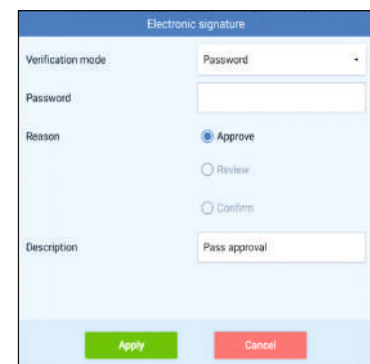 Electronic signature
Verification mode Password
Password
Reason Approve
Review
Confirm
Description Pass approval
Apply Cancel